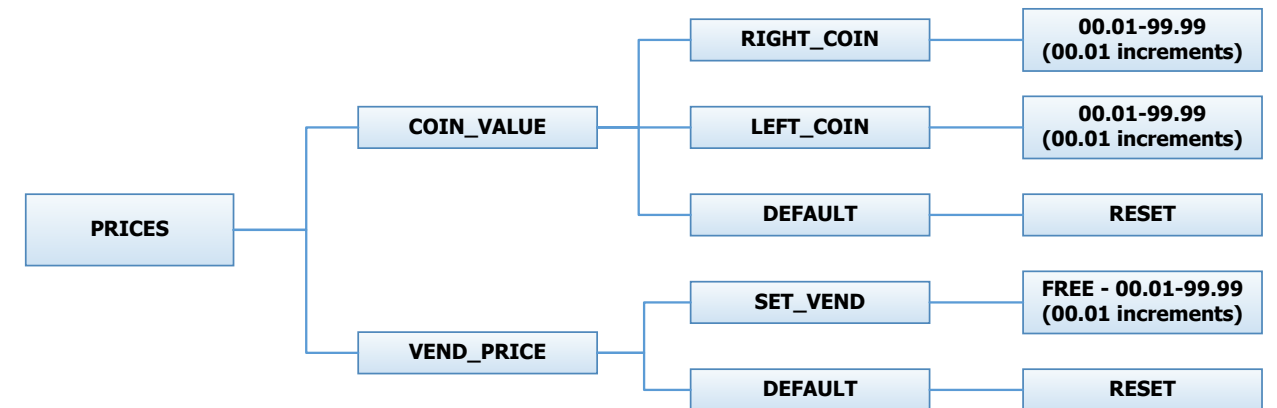 RIGHT_COIN
00.01-99.99
(00.01 increments)
COIN_VALUE
LEFT_COIN
00.01-99.99
(00.01 increments)
PRICES
DEFAULT
RESET
SET_VEND
FREE - 00.01-99.99
(00.01 increments)
VEND_PRICE
DEFAULT
RESET